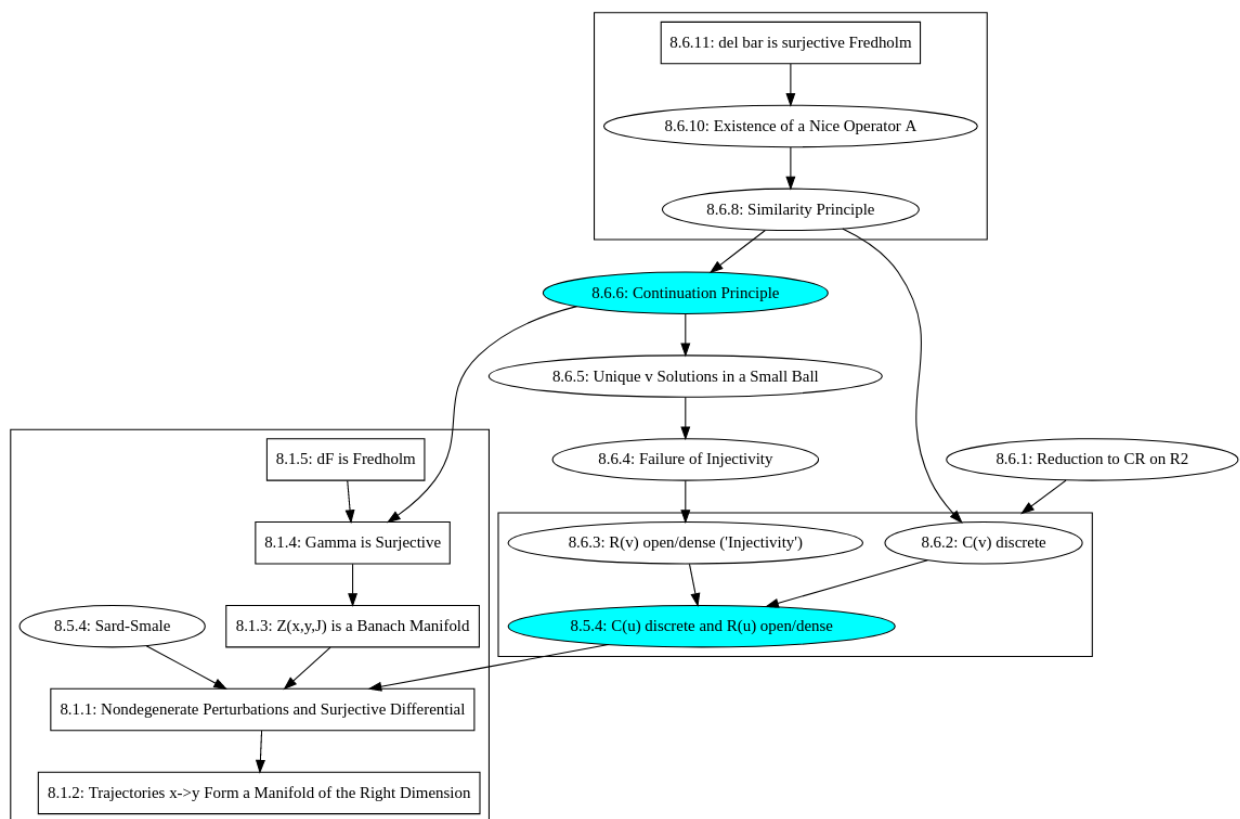 8.6.11: del bar is surjective Fredholm
8.6.10: Existence of a Nice Operator A
8.6.8: Similarity Principle
8.6.6: Continuation Principle
8.6.5: Unique v Solutions in a Small Ball
8.1.5: dF is Fredholm
8.6.4: Failure of Injectivity
8.6.1: Reduction to CR on R2
8.1.4: Gamma is Surjective
8.6.3: R(v) open/dense ('Injectivity')
8.6.2: C(v) discrete
8.5.4: Sard-Smale
8.1.3: Z(x,y,J) is a Banach Manifold
8.5.4: C(u) discrete and R(u) open/dense
8.1.1: Nondegenerate Perturbations and Surjective Differential
8.1.2: Trajectories x->y Form a Manifold of the Right Dimension